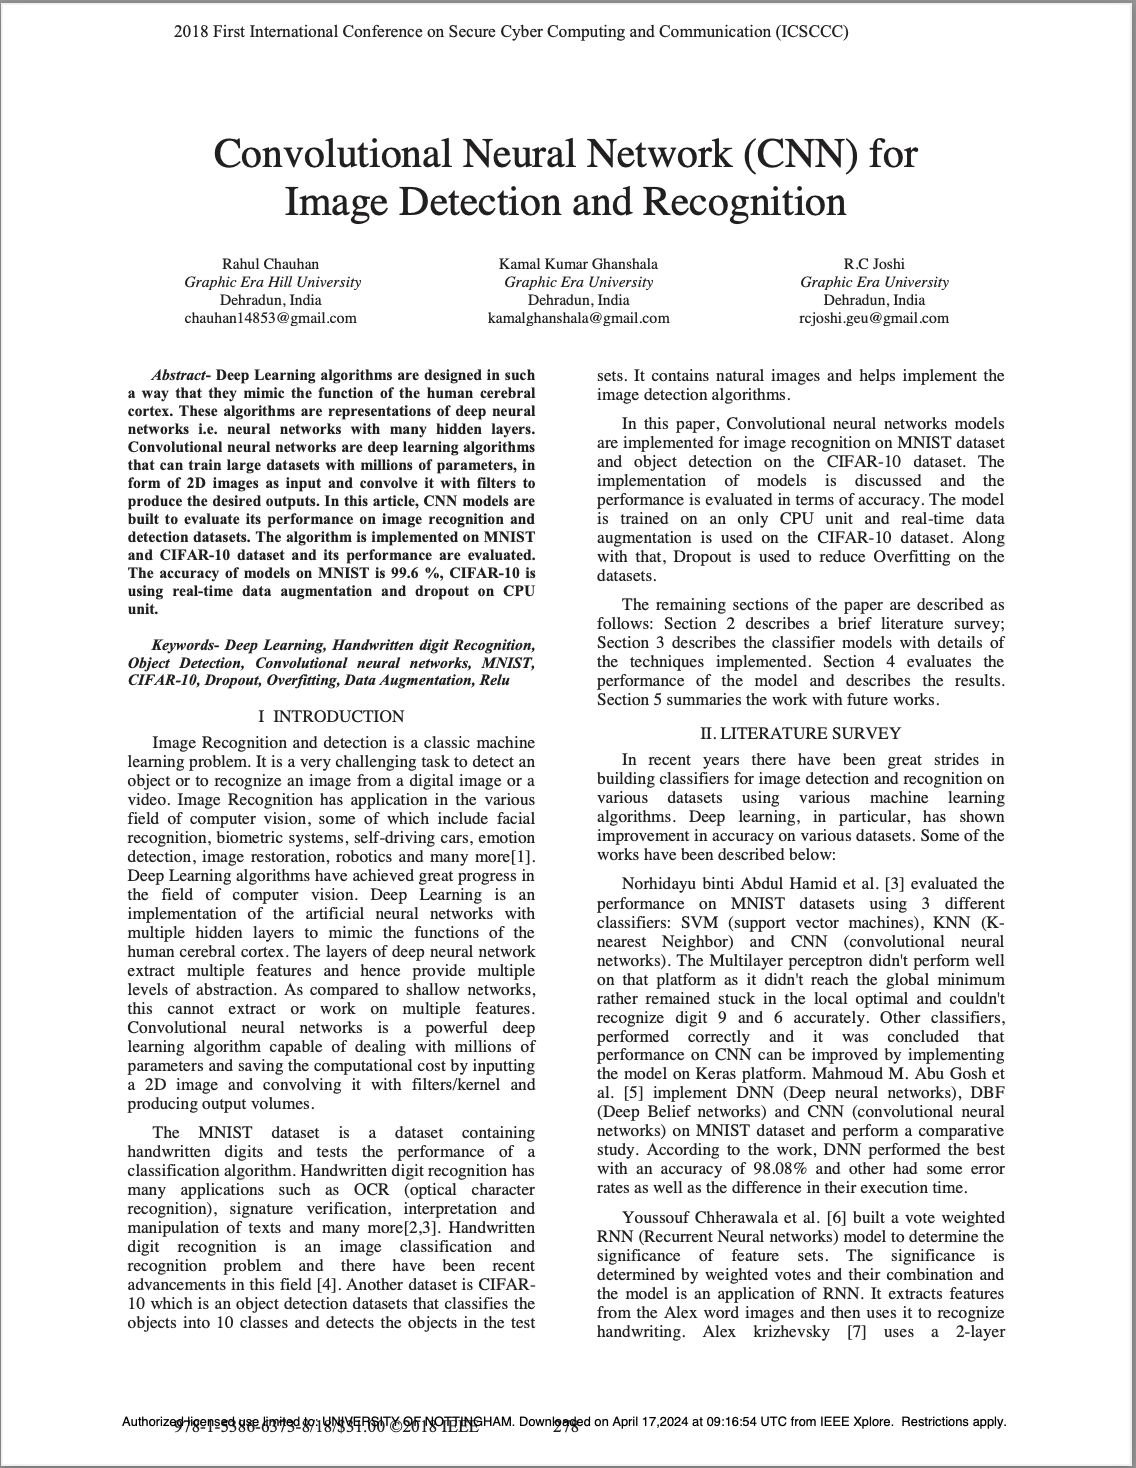 2018 First International Conference on Secure Cyber Computing and Communication (ICSCCC)
Convolutional Neural Network (CNN) for
Image Detection and Recognition
Rahul Chauhan
Graphic Era Hill University
Dehradun, India
chauhan14853@gmail.com
Kamal Kumar Ghanshala
Graphic Era University
Dehradun, India
kamalghanshala@gmail.com
R.C Joshi
Graphic Era University
Dehradun, India
rcjoshi.geu@gmail.com
Abstract- Deep Learning algorithms are designed in such
a way that they mimic the function of the human cerebral
cortex. These algorithms are representations of deep neural
networks i.e. neural networks with many hidden layers.
Convolutional neural networks are deep learning algorithms
that can train large datasets with millions of parameters, in
form of 2D images as input and convolve it with filters to
produce the desired outputs. In this article, CNN models are
built to evaluate its performance on image recognition and
detection datasets. The algorithm is implemented on MNIST
and CIFAR-10 dataset and its performance are evaluated.
The accuracy of models on MNIST is 99.6 %, CIFAR-10 is
using real-time data augmentation and dropout on CPU
unit.
Keywords- Deep Learning, Handwritten digit Recognition,
Object Detection, Convolutional neural networks, MNIST,
CIFAR-10, Dropout, Overfitting, Data Augmentation, Relu
I INTRODUCTION
Image Recognition and detection is a classic machine
learning problem. It is a very challenging task to detect an
object or to recognize an image from a digital image or a
video. Image Recognition has application in the various
field of computer vision, some of which include facial
recognition, biometric systems, self-driving cars, emotion
detection, image restoration, robotics and many more[1].
Deep Learning algorithms have achieved great progress in
the field of computer vision. Deep Learning is an
implementation of the artificial neural networks with
multiple hidden layers to mimic the functions of the
human cerebral cortex. The layers of deep neural network
extract multiple features and hence provide multiple
levels of abstraction. As compared to shallow networks,
this cannot extract or work on multiple features.
Convolutional neural networks is a powerful deep
learning algorithm capable of dealing with millions of
parameters and saving the computational cost by inputting
a 2D image and convolving it with filters/kernel and
producing output volumes.
The MNIST dataset is a dataset containing
handwritten digits and tests the performance of a
classification algorithm. Handwritten digit recognition has
many applications such as OCR (optical character
recognition), signature verification, interpretation and
manipulation of texts and many more[2,3]. Handwritten
digit recognition is an image classification and
recognition problem and there have been recent
advancements in this field [4]. Another dataset is CIFAR-
10 which is an object detection datasets that classifies the
objects into 10 classes and detects the objects in the test
sets. It contains natural images and helps implement the
image detection algorithms.
In this paper, Convolutional neural networks models
are implemented for image recognition on MNIST dataset
and object detection on the CIFAR-10 dataset. The
implementation of models is discussed and the
performance is evaluated in terms of accuracy. The model
is trained on an only CPU unit and real-time data
augmentation is used on the CIFAR-10 dataset. Along
with that, Dropout is used to reduce Overfitting on the
datasets.
The remaining sections of the paper are described as
follows: Section 2 describes a brief literature survey;
Section 3 describes the classifier models with details of
the techniques implemented. Section 4 evaluates the
performance of the model and describes the results.
Section 5 summaries the work with future works.
II. LITERATURE SURVEY
In recent years there have been great strides in
building classifiers for image detection and recognition on
various datasets using various machine learning
algorithms. Deep learning, in particular, has shown
improvement in accuracy on various datasets. Some of the
works have been described below:
Norhidayu binti Abdul Hamid et al. [3] evaluated the
performance on MNIST datasets using 3 different
classifiers: SVM (support vector machines), KNN (K-
nearest Neighbor) and CNN (convolutional neural
networks). The Multilayer perceptron didn't perform well
on that platform as it didn't reach the global minimum
rather remained stuck in the local optimal and couldn't
recognize digit 9 and 6 accurately. Other classifiers,
performed correctly and it was concluded that
performance on CNN can be improved by implementing
the model on Keras platform. Mahmoud M. Abu Gosh et
al. [5] implement DNN (Deep neural networks), DBF
(Deep Belief networks) and CNN (convolutional neural
networks) on MNIST dataset and perform a comparative
study. According to the work, DNN performed the best
with an accuracy of 98.08% and other had some error
rates as well as the difference in their execution time.
Youssouf Chherawala et al. [6] built a vote weighted
RNN (Recurrent Neural networks) model to determine the
significance of feature sets. The significance is
determined by weighted votes and their combination and
the model is an application of RNN. It extracts features
from the Alex word images and then uses it to recognize
handwriting. Alex krizhevsky [7] uses a 2-layer
Authorized licensed use limited to: UNIVERSITY OF NOTTINGHAM. Downloaded on April 17,2024 at 09:16:54 UTC from IEEE Xplore. Restrictions apply.
978-1-5386-6373-8/18/$31.00 ©2018 IEEE 278